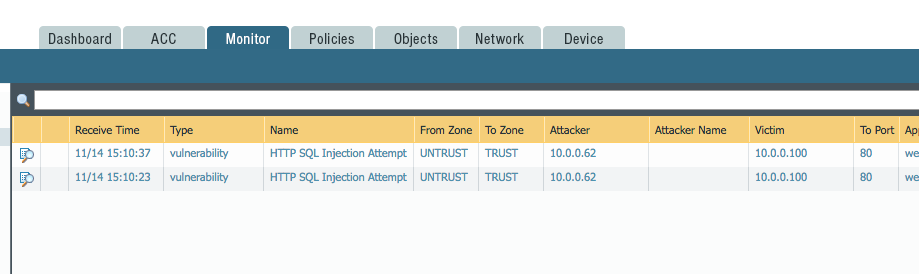 Dashboard ACC Monitor Policies Objects Network Device
Receive Time Type Name From Zone To Zone Attacker Attacker Name Victim To Port
11/14 15:10:37 vulnerability HTTP SQL Injection Attempt UNTRUST TRUST 10.0.0.62 10.0.0.100 80 we
11/14 15:10:23 vulnerability HTTP SQL Injection Attempt UNTRUST TRUST 10.0.0.62 10.0.0.100 80 we